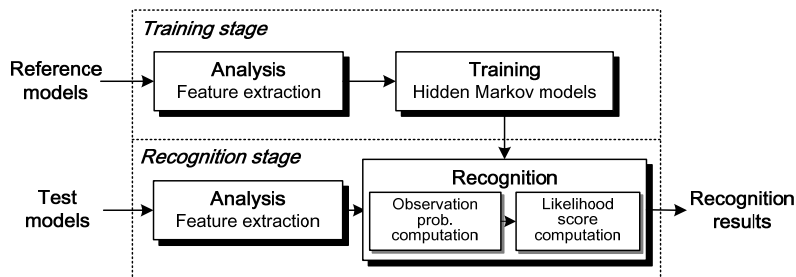 Training stage
Reference
models
Analysis
Feature extraction
Training
Hidden Markov models
Recognition stage
Test
models
Analysis
Feature extraction
Recognition
Observation
prob.
computation
Likelihood
score
computation
Recognition
results